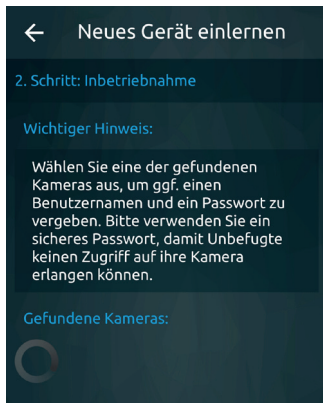 Neues Gerät einlernen
2. Schritt: Inbetriebnahme
Wichtiger Hinweis:
Wählen Sie eine der gefundenen
Kameras aus, um ggf. einen
Benutzernamen und ein Passwort zu
vergeben. Bitte verwenden Sie ein
sicheres Passwort, damit Unbefugte
keinen Zugriff auf ihre Kamera
erlangen können.
Gefundene Kameras: